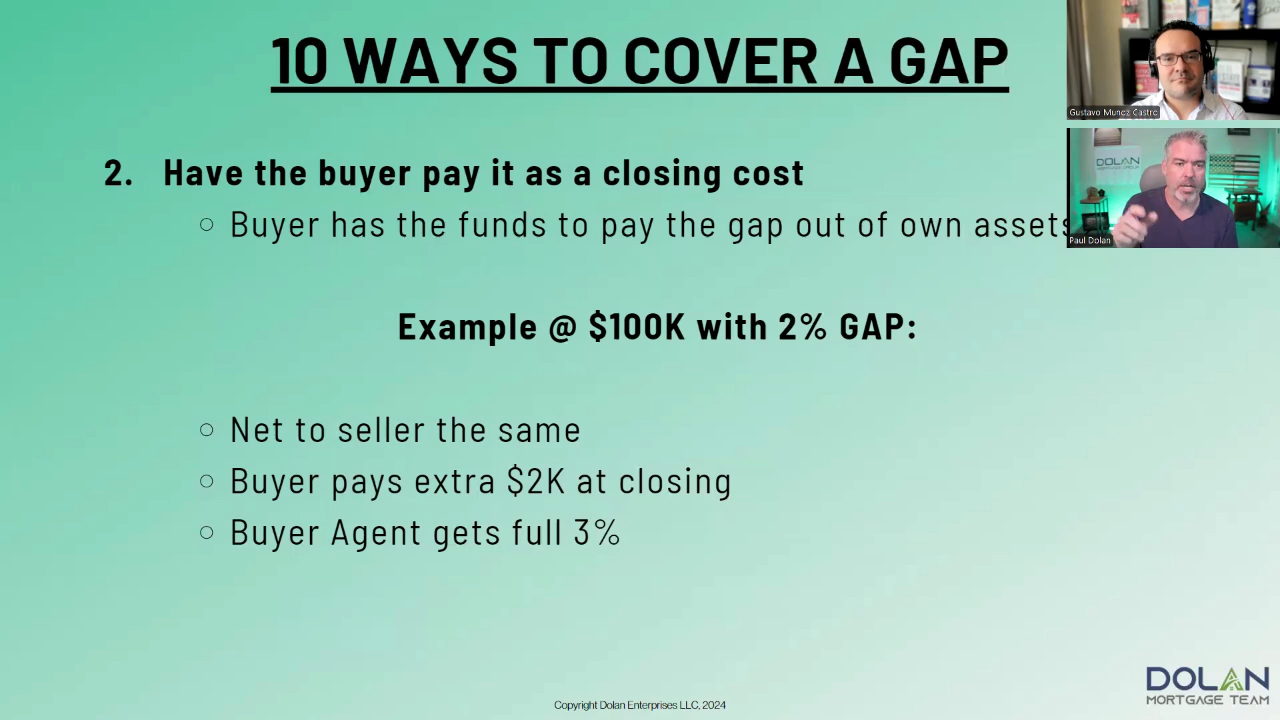 10 WAYS TO COVER A GAP
Gustavo Munoz Castro
2. Have the buyer pay it as a closing cost
DOLAN
○ Buyer has the funds to pay the gap out of own assets
Paul Dolan
Example @ $100K with 2% GAP:
○ Net to seller the same
○ Buyer pays extra $2K at closing
○ Buyer Agent gets full 3%
DOLAN
MORTGAGE TEAM
Copyright Dolan Enterprises LLC, 2024